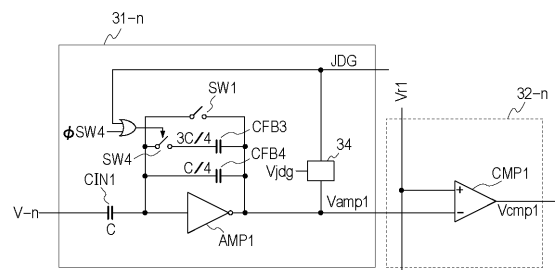 31-n
JDG
SW1
Vr1
32-n
ϕSW4
3C/4
CFB3
SW4
34
C/4
CFB4
Vjdg
CIN1
CMP1
+
V-n
Vamp1
-
Vcmp1
C
AMP1